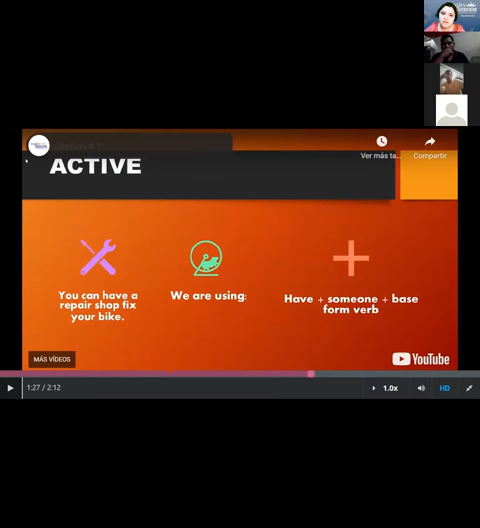 ACTIVE
Ver más ta...
Compartir
You can have a
repair shop fix
your bike.
We are using:
Have + someone + base
form verb
MÁS VÍDEOS
YouTube
1:27 / 2:12
1.0x
HD